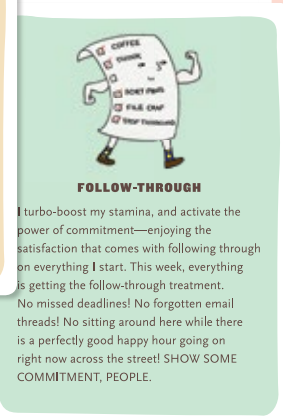 COFFEE
FOLLOW-THROUGH
I turbo-boost my stamina, and activate the
power of commitment—enjoying the
satisfaction that comes with following through
on everything I start. This week, everything
is getting the follow-through treatment.
No missed deadlines! No forgotten email
threads! No sitting around here while there
is a perfectly good happy hour going on
right now across the street! SHOW SOME
COMMITMENT, PEOPLE.